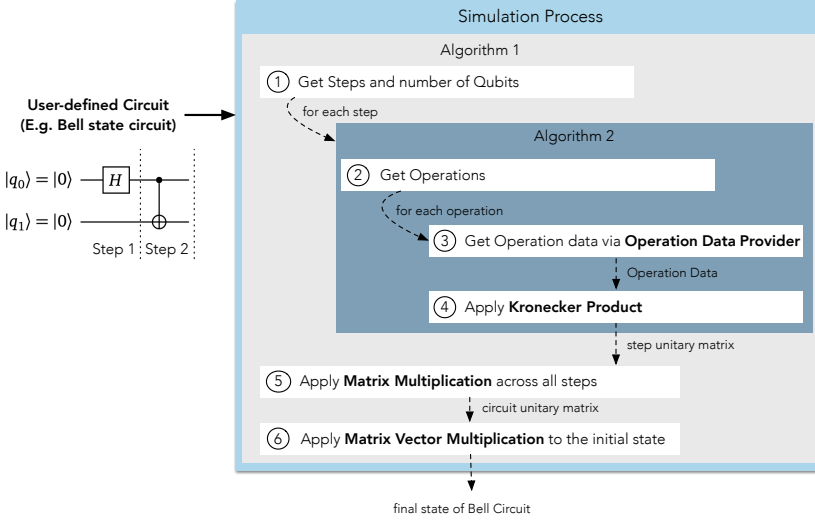 Simulation Process
Algorithm 1
1 Get Steps and number of Qubits
for each step
User-defined Circuit
(E.g. Bell state circuit)
|q0⟩ = |0⟩ H
|q1⟩ = |0⟩
Step 1 Step 2
Algorithm 2
2 Get Operations
for each operation
3 Get Operation data via Operation Data Provider
Operation Data
4 Apply Kronecker Product
step unitary matrix
5 Apply Matrix Multiplication across all steps
circuit unitary matrix
6 Apply Matrix Vector Multiplication to the initial state
final state of Bell Circuit